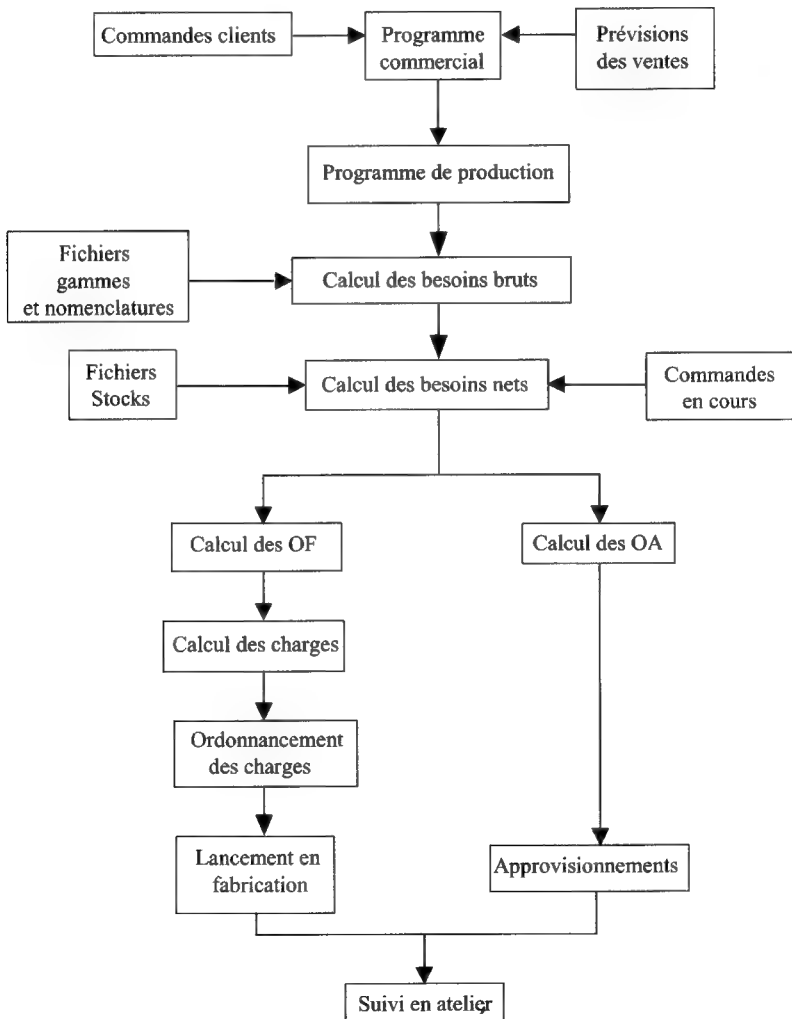 Commandes clients
Programme
commercial
Prévisions
des ventes
Programme de production
Fichiers
gammes
et nomenclatures
Calcul des besoins bruts
Fichiers
Stocks
Calcul des besoins nets
Commandes
en cours
Calcul des OF
Calcul des OA
Calcul des charges
Ordonnancement
des charges
Lancement en
fabrication
Approvisionnements
Suivi en atelier